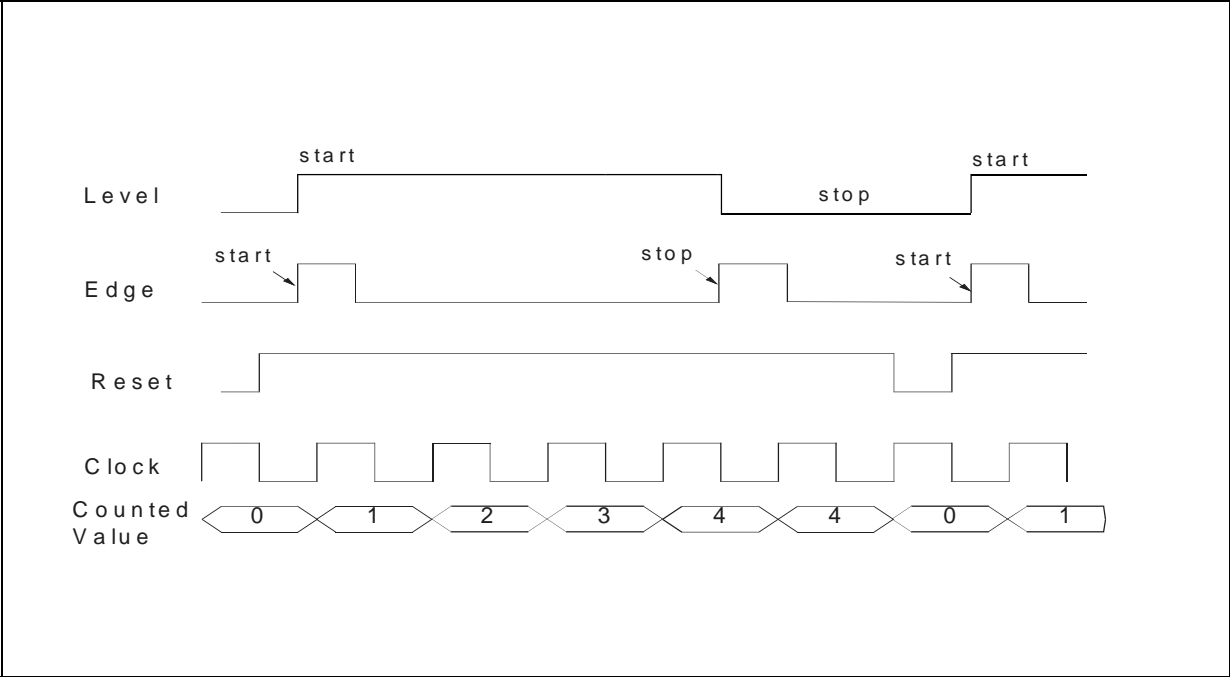 start
start
Level
stop
start
stop
start
Edge
Reset
Clock
Counted
Value
0 1 2 3 4 4 0 1